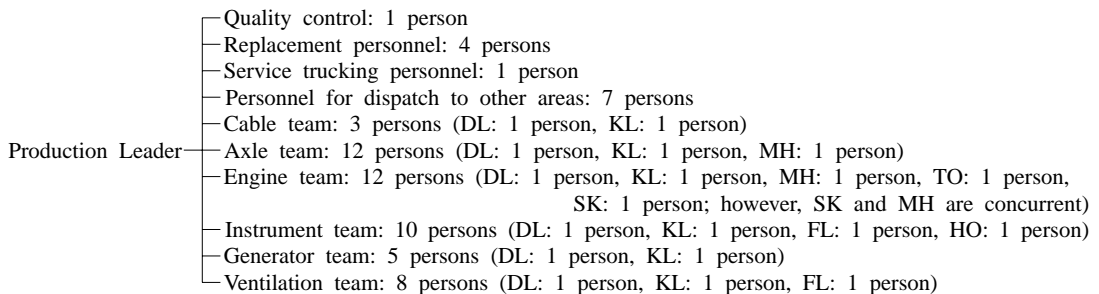 Quality control: 1 person
Replacement personnel: 4 persons
Service trucking personnel: 1 person
Personnel for dispatch to other areas: 7 persons
Cable team: 3 persons (DL: 1 person, KL: 1 person)
Production Leader Axle team: 12 persons (DL: 1 person, KL: 1 person, MH: 1 person)
Engine team: 12 persons (DL: 1 person, KL: 1 person, MH: 1 person, TO: 1 person,
SK: 1 person; however, SK and MH are concurrent)
Instrument team: 10 persons (DL: 1 person, KL: 1 person, FL: 1 person, HO: 1 person)
Generator team: 5 persons (DL: 1 person, KL: 1 person)
Ventilation team: 8 persons (DL: 1 person, KL: 1 person, FL: 1 person)